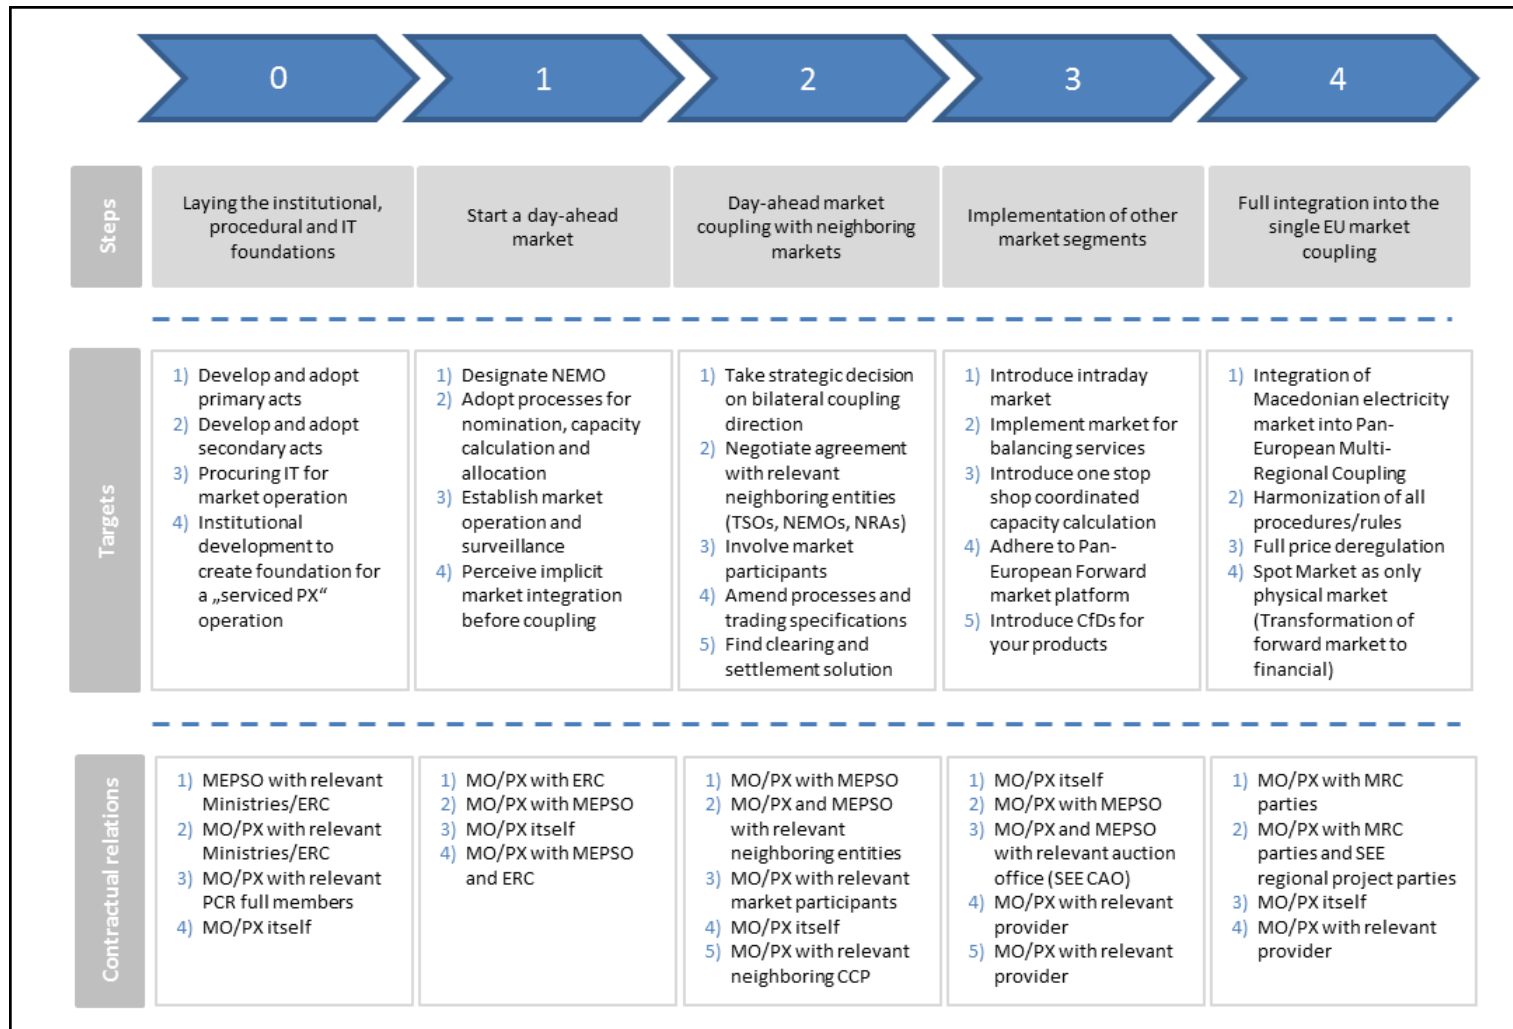 0
1
2
3
4
Steps
Laying the institutional,
procedural and IT
foundations
Start a day-ahead
market
Day-ahead market
coupling with neighboring
markets
Implementation of other
market segments
Full integration into the
single EU market
coupling
Targets
1) Develop and adopt
primary acts
2) Develop and adopt
secondary acts
3) Procuring IT for
market operation
4) Institutional
development to
create foundation for
a „serviced PX“
operation
1) Designate NEMO
2) Adopt processes for
nomination, capacity
calculation and
allocation
3) Establish market
operation and
surveillance
4) Perceive implicit
market integration
before coupling
1) Take strategic decision
on bilateral coupling
direction
2) Negotiate agreement
with relevant
neighboring entities
(TSOs, NEMOs, NRAs)
3) Involve market
participants
4) Amend processes and
trading specifications
5) Find clearing and
settlement solution
1) Introduce intraday
market
2) Implement market for
balancing services
3) Introduce one stop
shop coordinated
capacity calculation
4) Adhere to Pan-
European Forward
market platform
5) Introduce CfDs for
your products
1) Integration of
Macedonian electricity
market into Pan-
European Multi-
Regional Coupling
2) Harmonization of all
procedures/rules
3) Full price deregulation
4) Spot Market as only
physical market
(Transformation of
forward market to
financial)
Contractual relations
1) MEPSO with relevant
Ministries/ERC
2) MO/PX with relevant
Ministries/ERC
3) MO/PX with relevant
PCR full members
4) MO/PX itself
1) MO/PX with ERC
2) MO/PX with MEPSO
3) MO/PX itself
4) MO/PX with MEPSO
and ERC
1) MO/PX with MEPSO
2) MO/PX and MEPSO
with relevant
neighboring entities
3) MO/PX with relevant
market participants
4) MO/PX itself
5) MO/PX with relevant
neighboring CCP
1) MO/PX itself
2) MO/PX with MEPSO
3) MO/PX and MEPSO
with relevant auction
office (SEE CAO)
4) MO/PX with relevant
provider
5) MO/PX with relevant
provider
1) MO/PX with MRC
parties
2) MO/PX with MRC
parties and SEE
regional project parties
3) MO/PX itself
4) MO/PX with relevant
provider